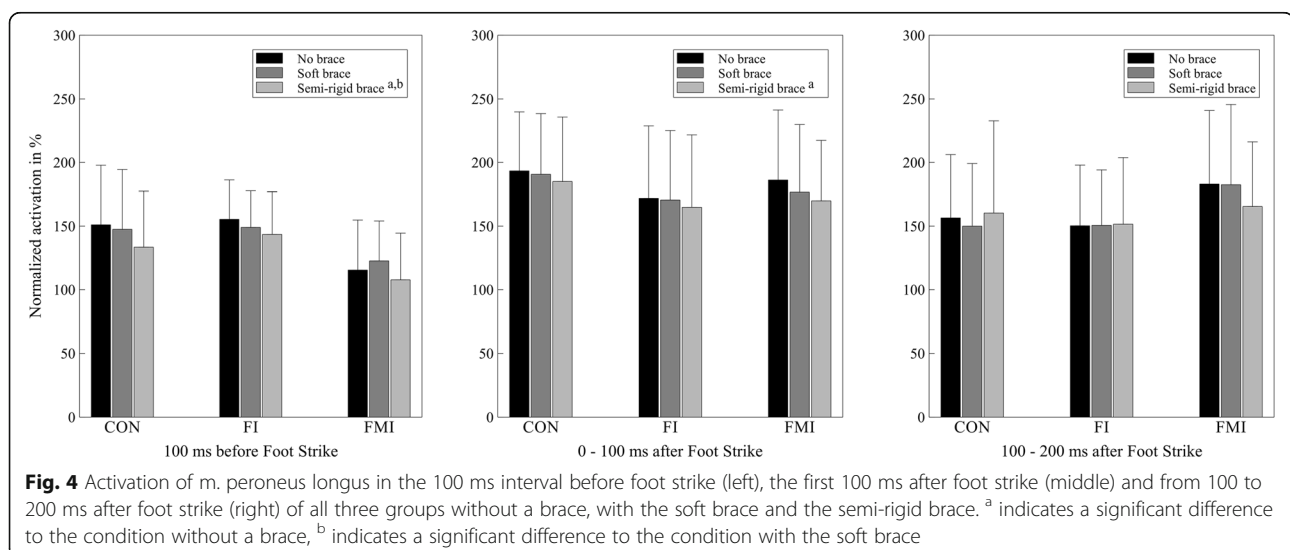 Normalized activation in %
300
250
200
150
100
50
0
No brace
Soft brace
Semi-rigid brace a,b
CON FI FMI
100 ms before Foot Strike
300
250
200
150
100
50
0
No brace
Soft brace
Semi-rigid brace a
CON FI FMI
0 - 100 ms after Foot Strike
300
250
200
150
100
50
0
No brace
Soft brace
Semi-rigid brace
CON FI FMI
100 - 200 ms after Foot Strike
Fig. 4 Activation of m. peroneus longus in the 100 ms interval before foot strike (left), the first 100 ms after foot strike (middle) and from 100 to
200 ms after foot strike (right) of all three groups without a brace, with the soft brace and the semi-rigid brace. a indicates a significant difference
to the condition without a brace, b indicates a significant difference to the condition with the soft brace